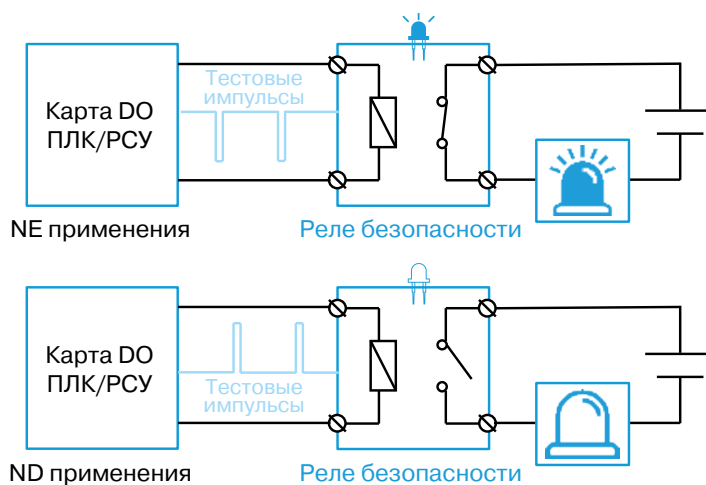 Тестовые
импульсы
Карта DO
ПЛК/РСУ
NE применения
Реле безопасности
Карта DO
ПЛК/РСУ
Тестовые
импульсы
ND применения
Реле безопасности